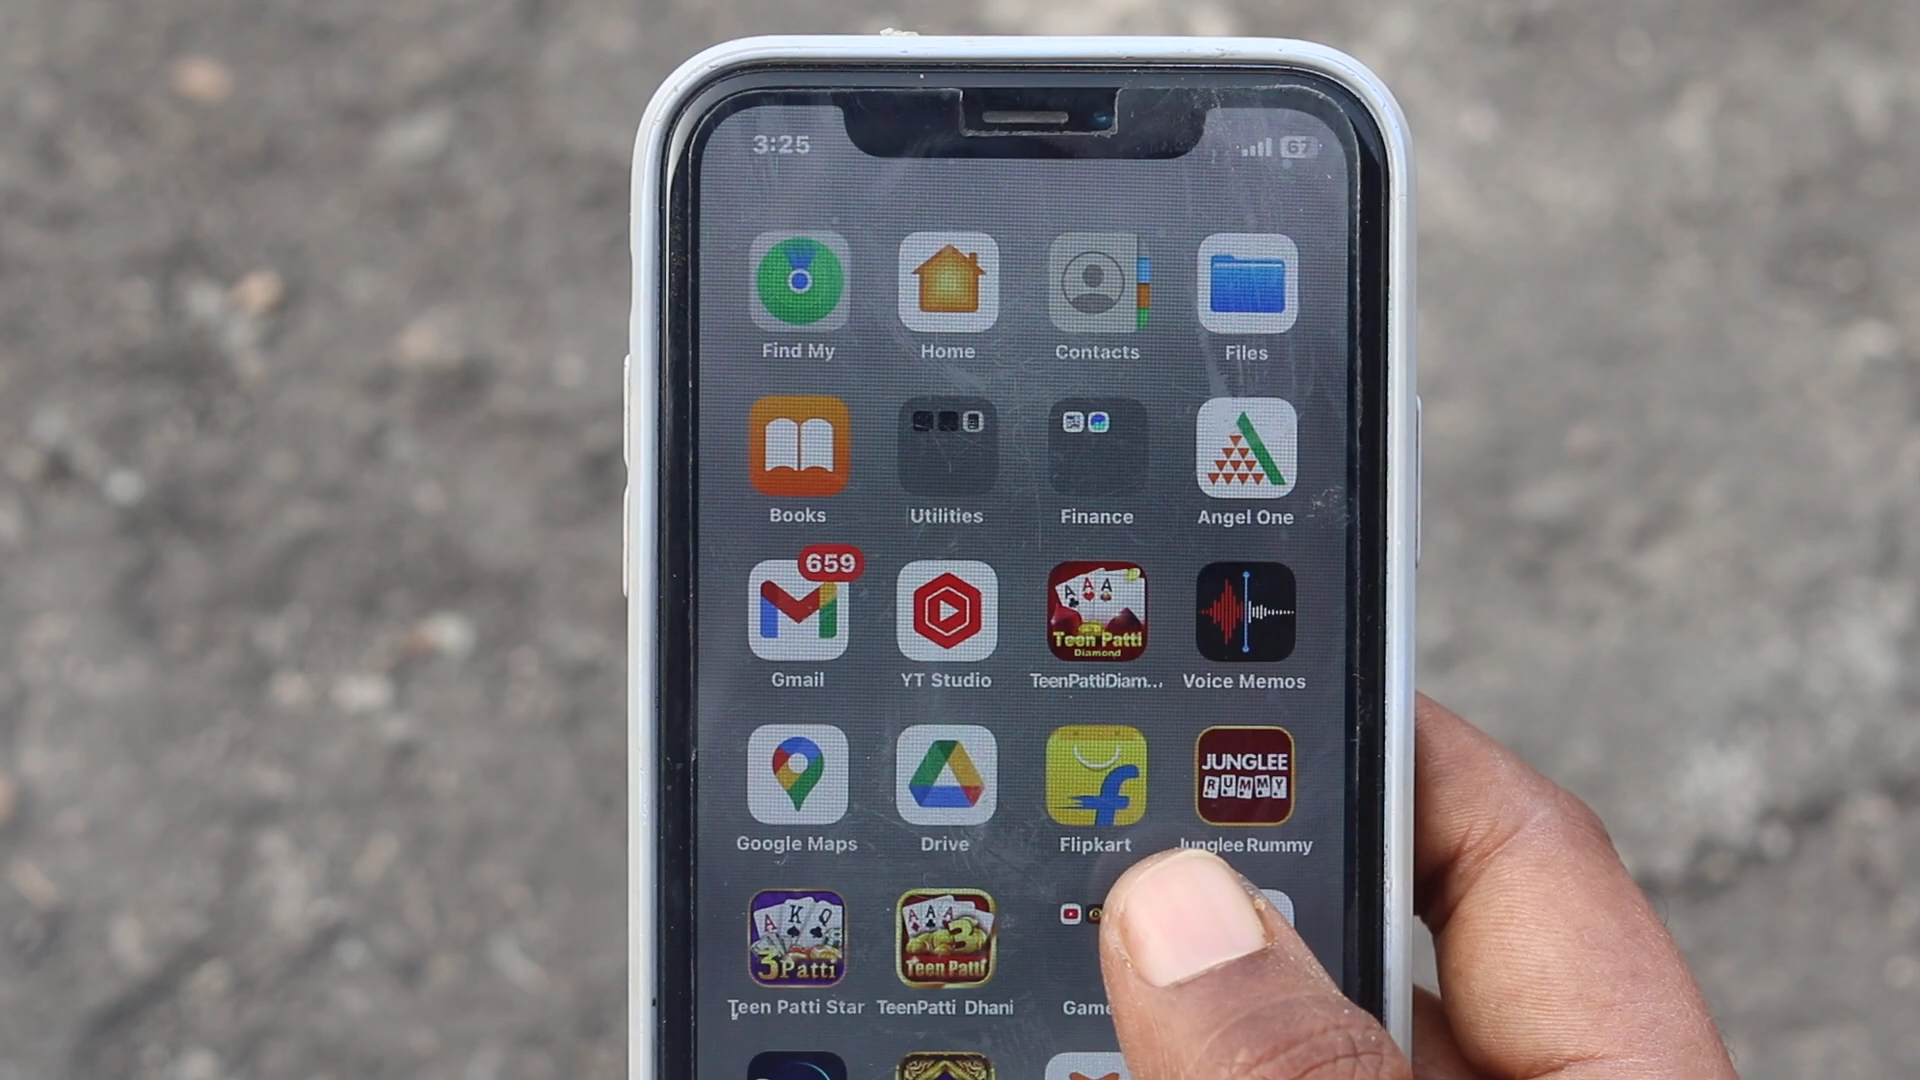 3:25
67
Find My
Home
Contacts
Files
Books
Utilities
Finance
Angel One
659
Teen Patti
Diamond
Gmail
YT Studio
TeenPattiDiam...
Voice Memos
JUNGLEE
RUMMY
Google Maps
Drive
Flipkart
Junglee Rummy
A K Q
3Patti
A A A
3
Teen Patti
Teen Patti Star
TeenPatti Dhani
Game